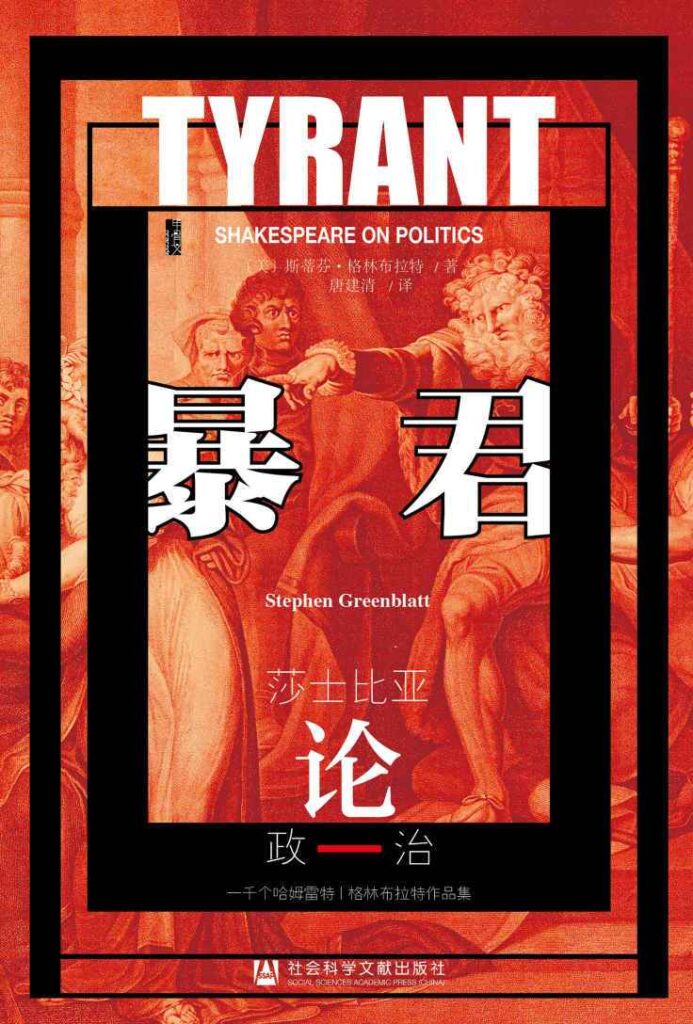 TYRANT
甲骨文
SHAKESPEARE ON POLITICS
〔美〕斯蒂芬·格林布拉特 / 著
唐建清 / 译
暴君
Stephen Greenblatt
莎士比亚
论
政治
一千个哈姆雷特 | 格林布拉特作品集
社会科学文献出版社
SOCIAL SCIENCES ACADEMIC PRESS (CHINA)